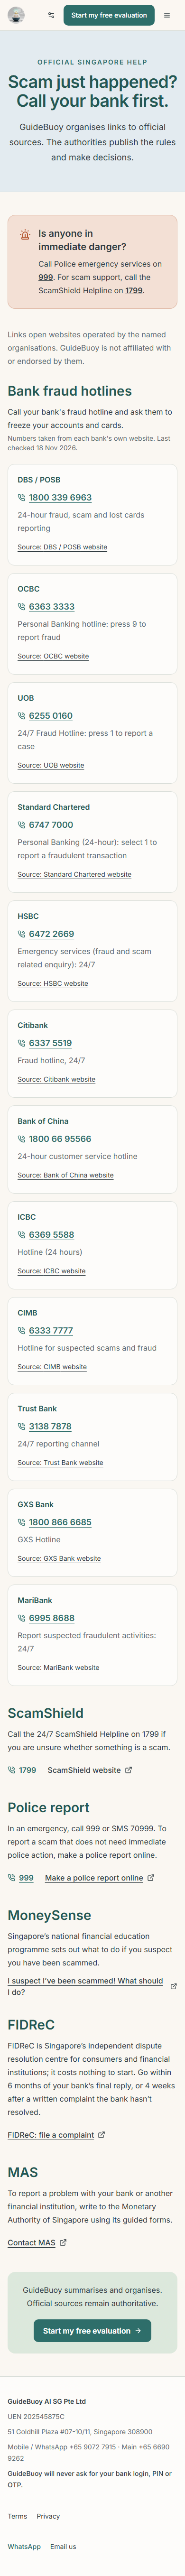 Start my free evaluation
OFFICIAL SINGAPORE HELP
Scam just happened?
Call your bank first.
GuideBuoy organises links to official
sources. The authorities publish the rules
and make decisions.
Is anyone in
immediate danger?
Call Police emergency services on
999. For scam support, call the
ScamShield Helpline on 1799.
Links open websites operated by the named
organisations. GuideBuoy is not affiliated with
or endorsed by them.
Bank fraud hotlines
Call your bank's fraud hotline and ask them to
freeze your accounts and cards.
Numbers taken from each bank's own website. Last
checked 18 Nov 2026.
DBS / POSB
1800 339 6963
24-hour fraud, scam and lost cards
reporting
Source: DBS / POSB website
OCBC
6363 3333
Personal Banking hotline: press 9 to
report fraud
Source: OCBC website
UOB
6255 0160
24/7 Fraud Hotline: press 1 to report a
case
Source: UOB website
Standard Chartered
6747 7000
Personal Banking (24-hour): select 1 to
report a fraudulent transaction
Source: Standard Chartered website
HSBC
6472 2669
Emergency services (fraud and scam
related enquiry): 24/7
Source: HSBC website
Citibank
6337 5519
Fraud hotline, 24/7
Source: Citibank website
Bank of China
1800 66 95566
24-hour customer service hotline
Source: Bank of China website
ICBC
6369 5588
Hotline (24 hours)
Source: ICBC website
CIMB
6333 7777
Hotline for suspected scams and fraud
Source: CIMB website
Trust Bank
3138 7878
24/7 reporting channel
Source: Trust Bank website
GXS Bank
1800 866 6685
GXS Hotline
Source: GXS Bank website
MariBank
6995 8688
Report suspected fraudulent activities:
24/7
Source: MariBank website
ScamShield
Call the 24/7 ScamShield Helpline on 1799 if
you are unsure whether something is a scam.
1799 ScamShield website
Police report
In an emergency, call 999 or SMS 70999. To
report a scam that does not need immediate
police action, make a police report online.
999 Make a police report online
MoneySense
Singapore's national financial education
programme sets out what to do if you suspect
you have been scammed.
I suspect I've been scammed! What should
I do?
FIDReC
FIDReC is Singapore's independent dispute
resolution centre for consumers and financial
institutions; it costs nothing to start. Go within
6 months of your bank's final reply, or 4 weeks
after a written complaint the bank hasn't
resolved.
FIDReC: file a complaint
MAS
To report a problem with your bank or another
financial institution, write to the Monetary
Authority of Singapore using its guided forms.
Contact MAS
GuideBuoy summarises and organises.
Official sources remain authoritative.
Start my free evaluation
GuideBuoy AI SG Pte Ltd
UEN 202545875C
51 Goldhill Plaza #07-10/11, Singapore 308900
Mobile / WhatsApp +65 9072 7915 · Main +65 6690
9262
GuideBuoy will never ask for your bank login, PIN or
OTP.
Terms Privacy
WhatsApp Email us